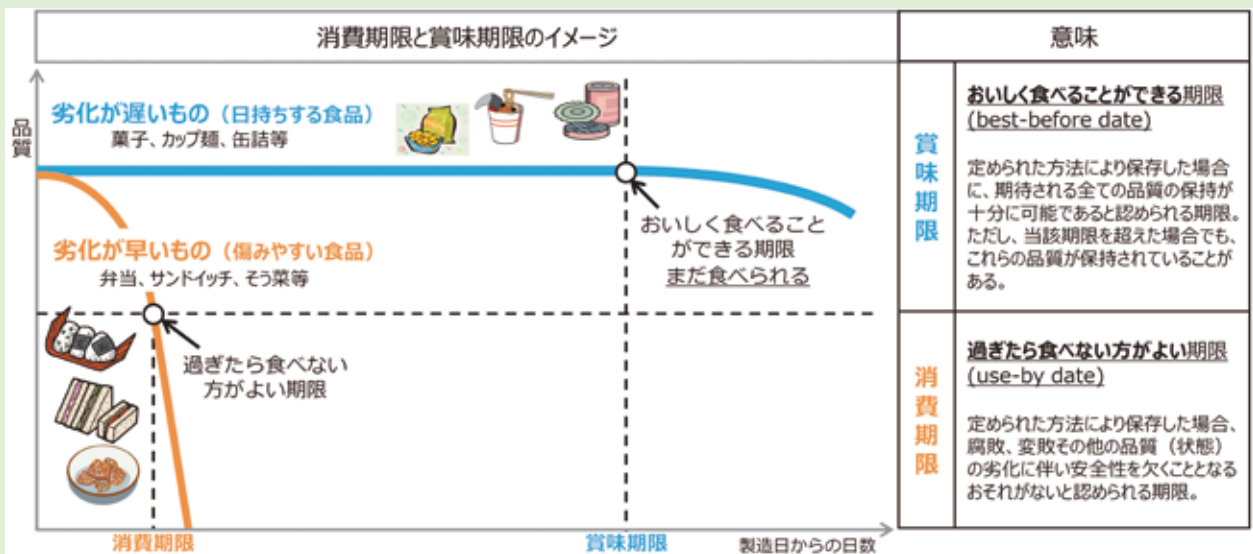 消費期限と賞味期限のイメージ
意味
品質
劣化が遅いもの（日持ちする食品）
菓子、カップ麺、缶詰等
おいしく食べること
ができる期限
まだ食べられる
劣化が早いもの（傷みやすい食品）
弁当、サンドイッチ、そう菜等
過ぎたら食べない
方がよい期限
消費期限
賞味期限
製造日からの日数
賞味期限
おいしく食べることができる期限
(best-before date)
定められた方法により保存した場合
に、期待される全ての品質の保持が
十分に可能であると認められる期限。
ただし、当該期限を超えた場合でも、
これらの品質が保持されていることが
ある。
消費期限
過ぎたら食べない方がよい期限
(use-by date)
定められた方法により保存した場合、
腐敗、変敗その他の品質（状態）
の劣化に伴い安全性を欠くこととなる
おそれがないと認められる期限。